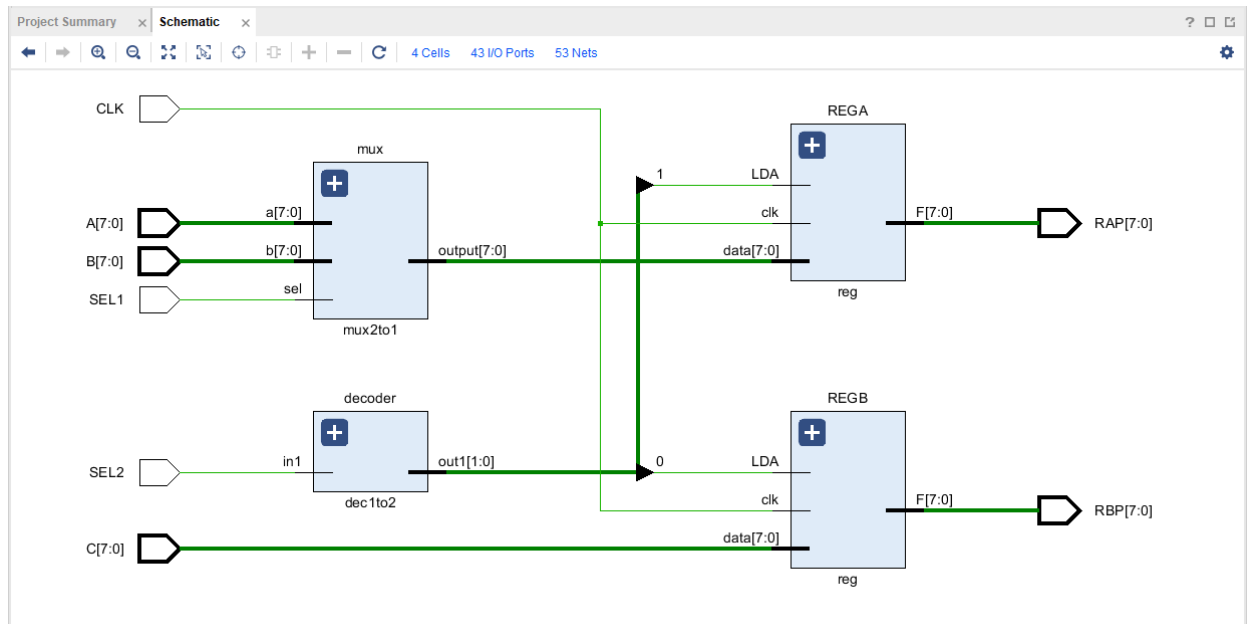 Project Summary × Schematic ×
? 
4 Cells 43 I/O Ports 53 Nets
CLK
REGA
mux
1 LDA
A[7:0] a[7:0] clk F[7:0] RAP[7:0]
B[7:0] b[7:0] output[7:0] data[7:0]
SEL1 sel
reg
mux2to1
decoder REGB
SEL2 in1 out1[1:0] 0 LDA
dec1to2 clk F[7:0] RBP[7:0]
C[7:0] data[7:0]
reg